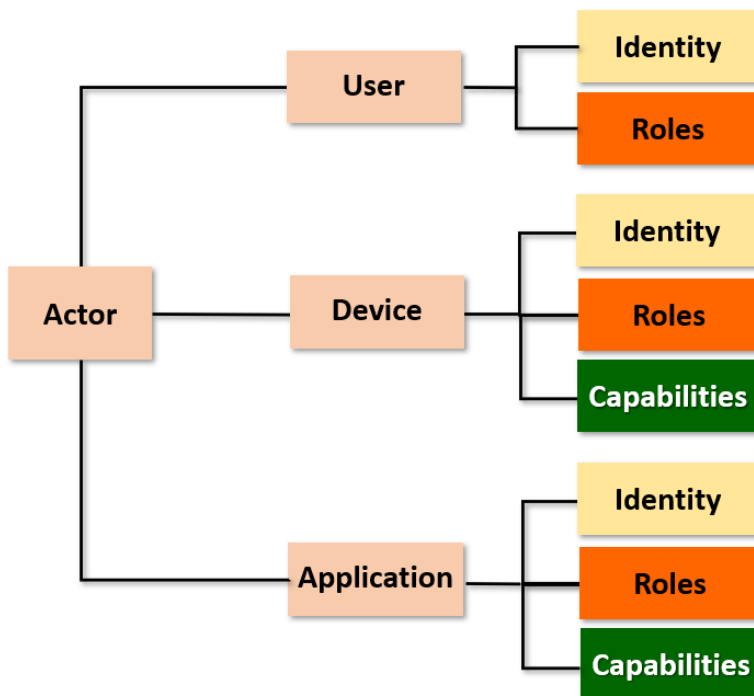 Identity
User
Roles
Identity
Actor
Device
Roles
Capabilities
Identity
Application
Roles
Capabilities